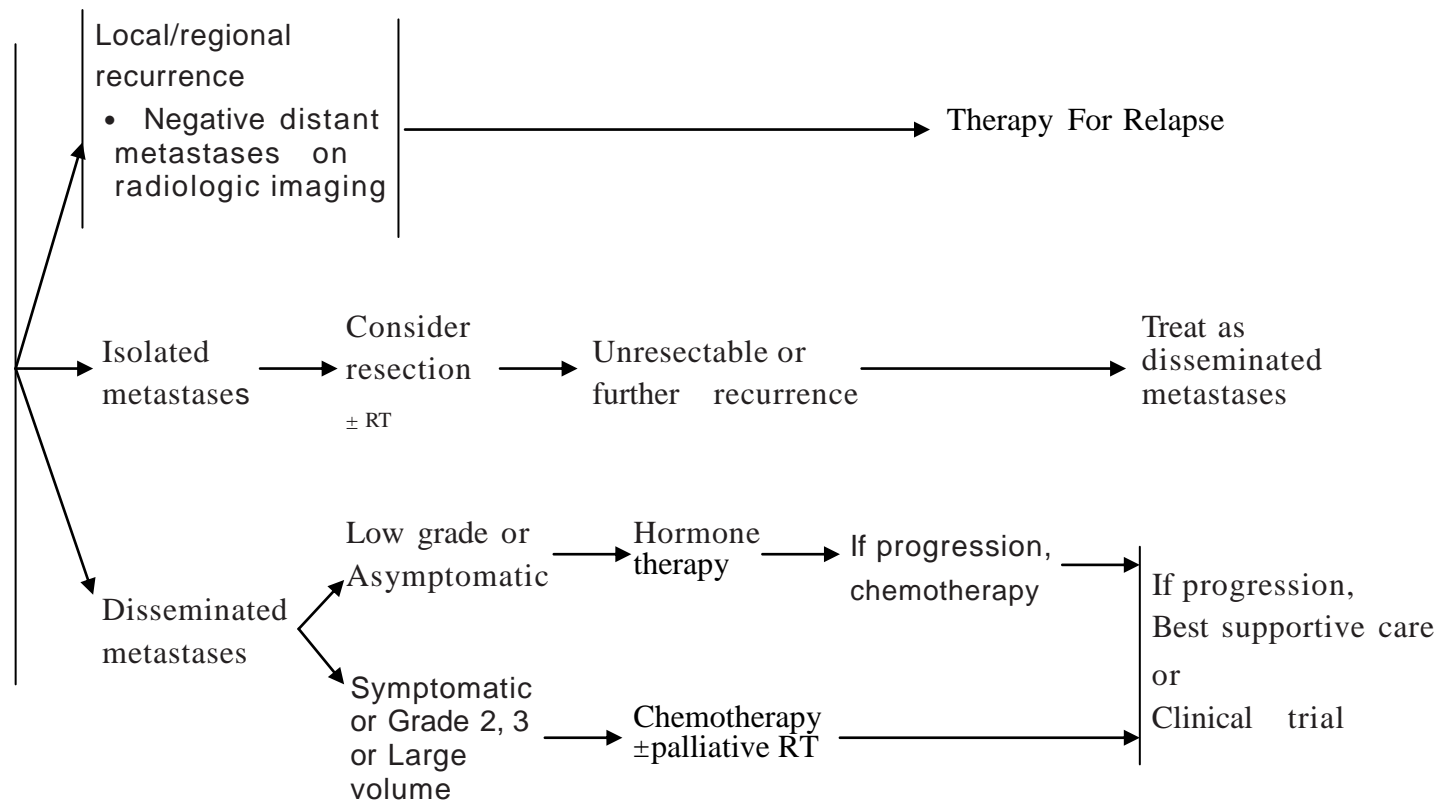 Local/regional
recurrence
• Negative distant
metastases on
radiologic imaging
Therapy For Relapse
Isolated
metastases
Consider
resection
± RT
Unresectable or
further recurrence
Treat as
disseminated
metastases
Disseminated
metastases
Low grade or
Asymptomatic
Hormone
therapy
If progression,
chemotherapy
Symptomatic
or Grade 2, 3
or Large
volume
Chemotherapy
±palliative RT
If progression,
Best supportive care
or
Clinical trial